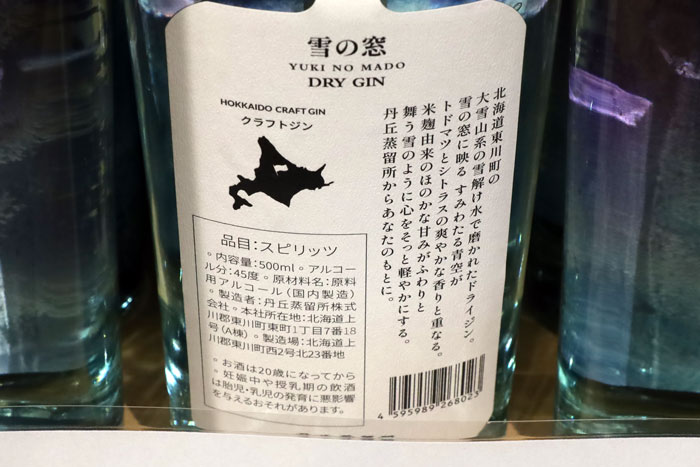 雪の窓
YUKI NO MADO
DRY GIN
HOKKAIDO CRAFT GIN
クラフトジン
北海道東川町の
大雪山系の雪解け水で磨かれたドライジン。
雪の窓に映る すみわたる青空が
トドマツとシトラスの爽やかな香りと重なる。
米麹由来のほのかな甘みがふわりと
舞う雪のように心をそっと軽やかにする。
丹丘蒸留所からあなたのもとに。
品目:スピリッツ
◦内容量:500ml◦アルコー
ル分:45度◦原材料名:原料
用アルコール(国内製造)
◦製造者:丹丘蒸留所株式
会社◦本社所在地:北海道上
川郡東川町東町1丁目7番18
号(A棟)◦製造場:北海道上
川郡東川町西2号北23番地
◦お酒は20歳になってから
◦妊娠中や授乳期の飲酒
は胎児・乳児の発育に悪影響
を与えるおそれがあります。
4 595989 268023